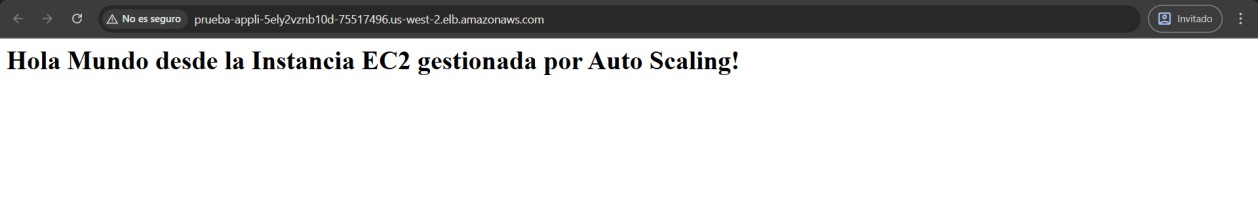 No es seguro prueba-appli-5ely2vznb10d-75517496.us-west-2.elb.amazonaws.com Invitado
Hola Mundo desde la Instancia EC2 gestionada por Auto Scaling!